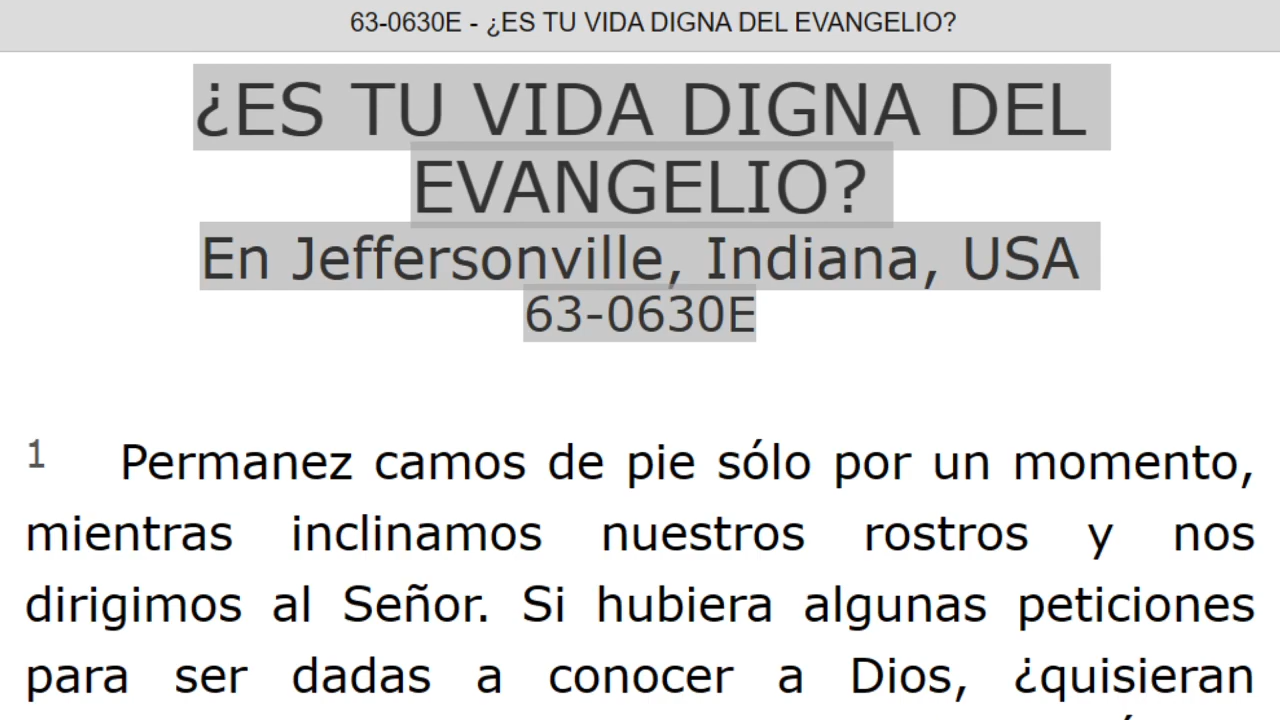 63-0630E - ¿ES TU VIDA DIGNA DEL EVANGELIO?
¿ES TU VIDA DIGNA DEL
EVANGELIO?
En Jeffersonville, Indiana, USA
63-0630E
1 Permanez camos de pie sólo por un momento,
mientras inclinamos nuestros rostros y nos
dirigimos al Señor. Si hubiera algunas peticiones
para ser dadas a conocer a Dios, ¿quisieran